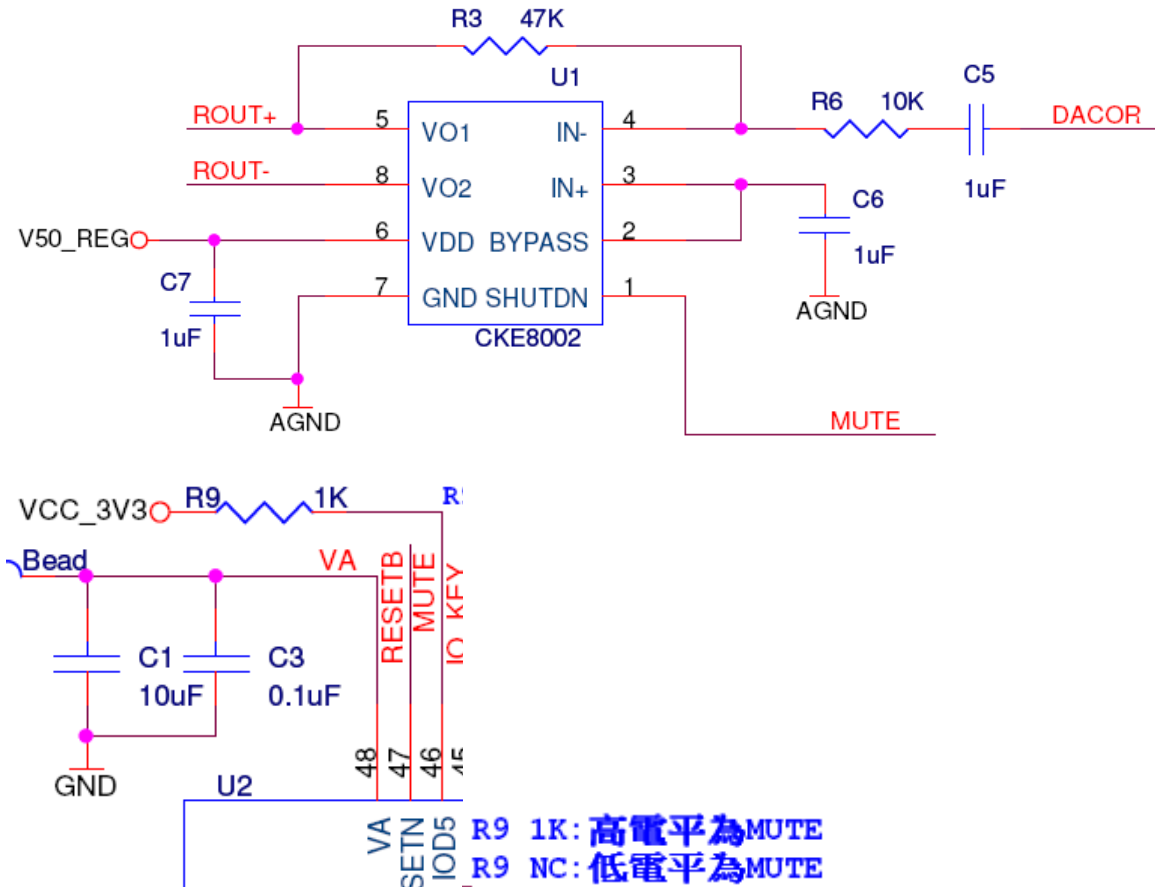 R3 47K
U1
C5
R6 10K
DACOR
ROUT+
5 VO1 IN- 4
1uF
ROUT-
8 VO2 IN+ 3
C6
V50_REG
6 VDD BYPASS 2
1uF
C7
7 GND SHUTDN 1
AGND
1uF
CKE8002
AGND
MUTE
VCC_3V3 R9 1K
Bead
VA
RESETB
MUTE
IO_KEY
C1
10uF
C3
0.1uF
GND
48
47
46
45
U2
VA
SETN
IOD5
R9 1K:高電平為MUTE
R9 NC:低電平為MUTE